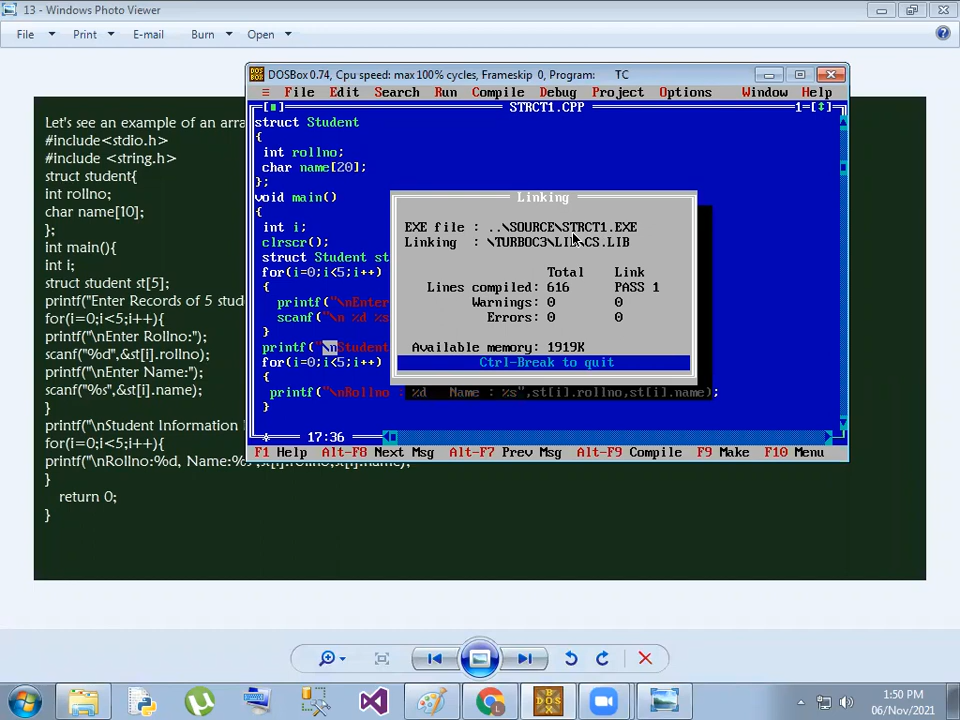 13 - Windows Photo Viewer
File Print E-mail Burn Open
Let's see an example of an arra
#include<stdio.h>
#include <string.h>
struct student{
int rollno;
char name[10];
};
int main(){
int i;
struct student st[5];
printf("Enter Records of 5 stud
for(i=0;i<5;i++){
printf("\nEnter Rollno:");
scanf("%d",&st[i].rollno);
printf("\nEnter Name:");
scanf("%s",&st[i].name);
}
printf("\nStudent Information
for(i=0;i<5;i++){
printf("\nRollno:%d, Name:%s",st[i].rollno,st[i].name);
}
return 0;
}
DOSBox 0.74, Cpu speed: max 100% cycles, Frameskip 0, Program: TC
≡ File Edit Search Run Compile Debug Project Options Window Help
STRCT1.CPP 1=[↕]
struct Student
{
int rollno;
char name[20];
};
void main()
{
int i;
clrscr();
struct Student st
for(i=0;i<5;i++)
{
printf("\nEnter
scanf("\n %d %s
}
printf("\nStudent
for(i=0;i<5;i++)
{
printf("\nRollno : %d Name : %s",st[i].rollno,st[i].name);
}
17:36
F1 Help Alt-F8 Next Msg Alt-F7 Prev Msg Alt-F9 Compile F9 Make F10 Menu
Linking
EXE file : ..\SOURCE\STRCT1.EXE
Linking : \TURBOC3\LIB\CS.LIB
Total Link
Lines compiled: 616 PASS 1
Warnings: 0 0
Errors: 0 0
Available memory: 1919K
Ctrl-Break to quit
1:50 PM
06/Nov/2021